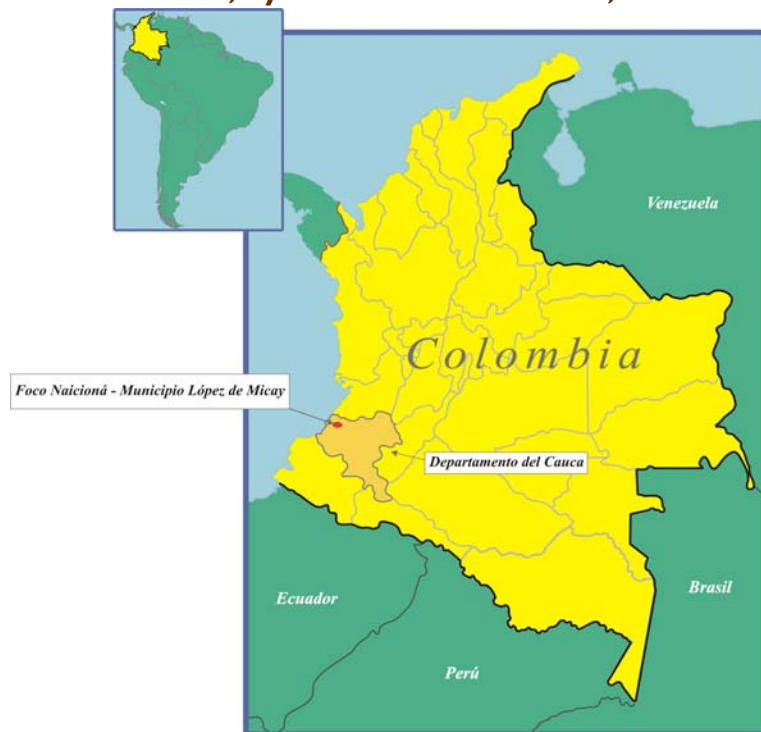 Venezuela
Colombia
Foco Naicioná - Municipio López de Micay
Departamento del Cauca
Ecuador
Brasil
Perú